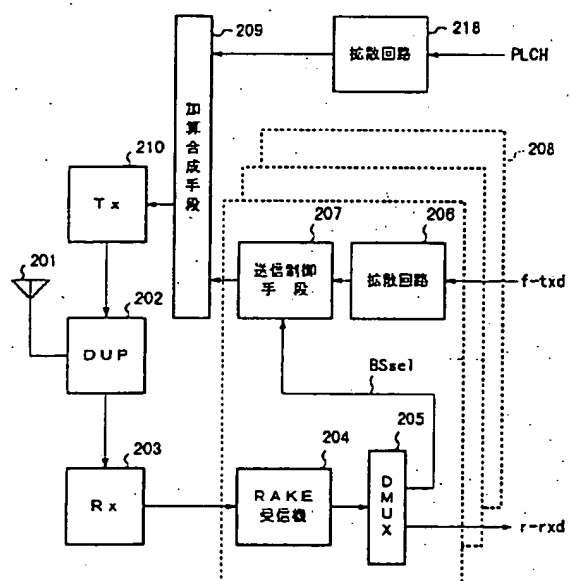 209
218
拡散回路
PLCH
加算合成手段
208
210
Tx
207
206
201
送信制御
手段
拡散回路
f-txd
202
DUP
BSsel
205
203
204
Rx
RAKE
受信機
DMUX
r-rxd